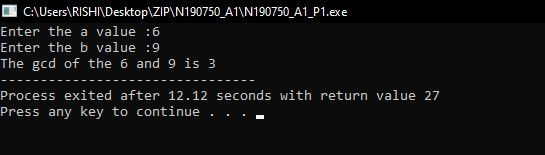 C:\Users\RISHI\Desktop\ZIP\N190750_A1\N190750_A1_P1.exe
Enter the a value :6
Enter the b value :9
The gcd of the 6 and 9 is 3
--------------------------------
Process exited after 12.12 seconds with return value 27
Press any key to continue . . .